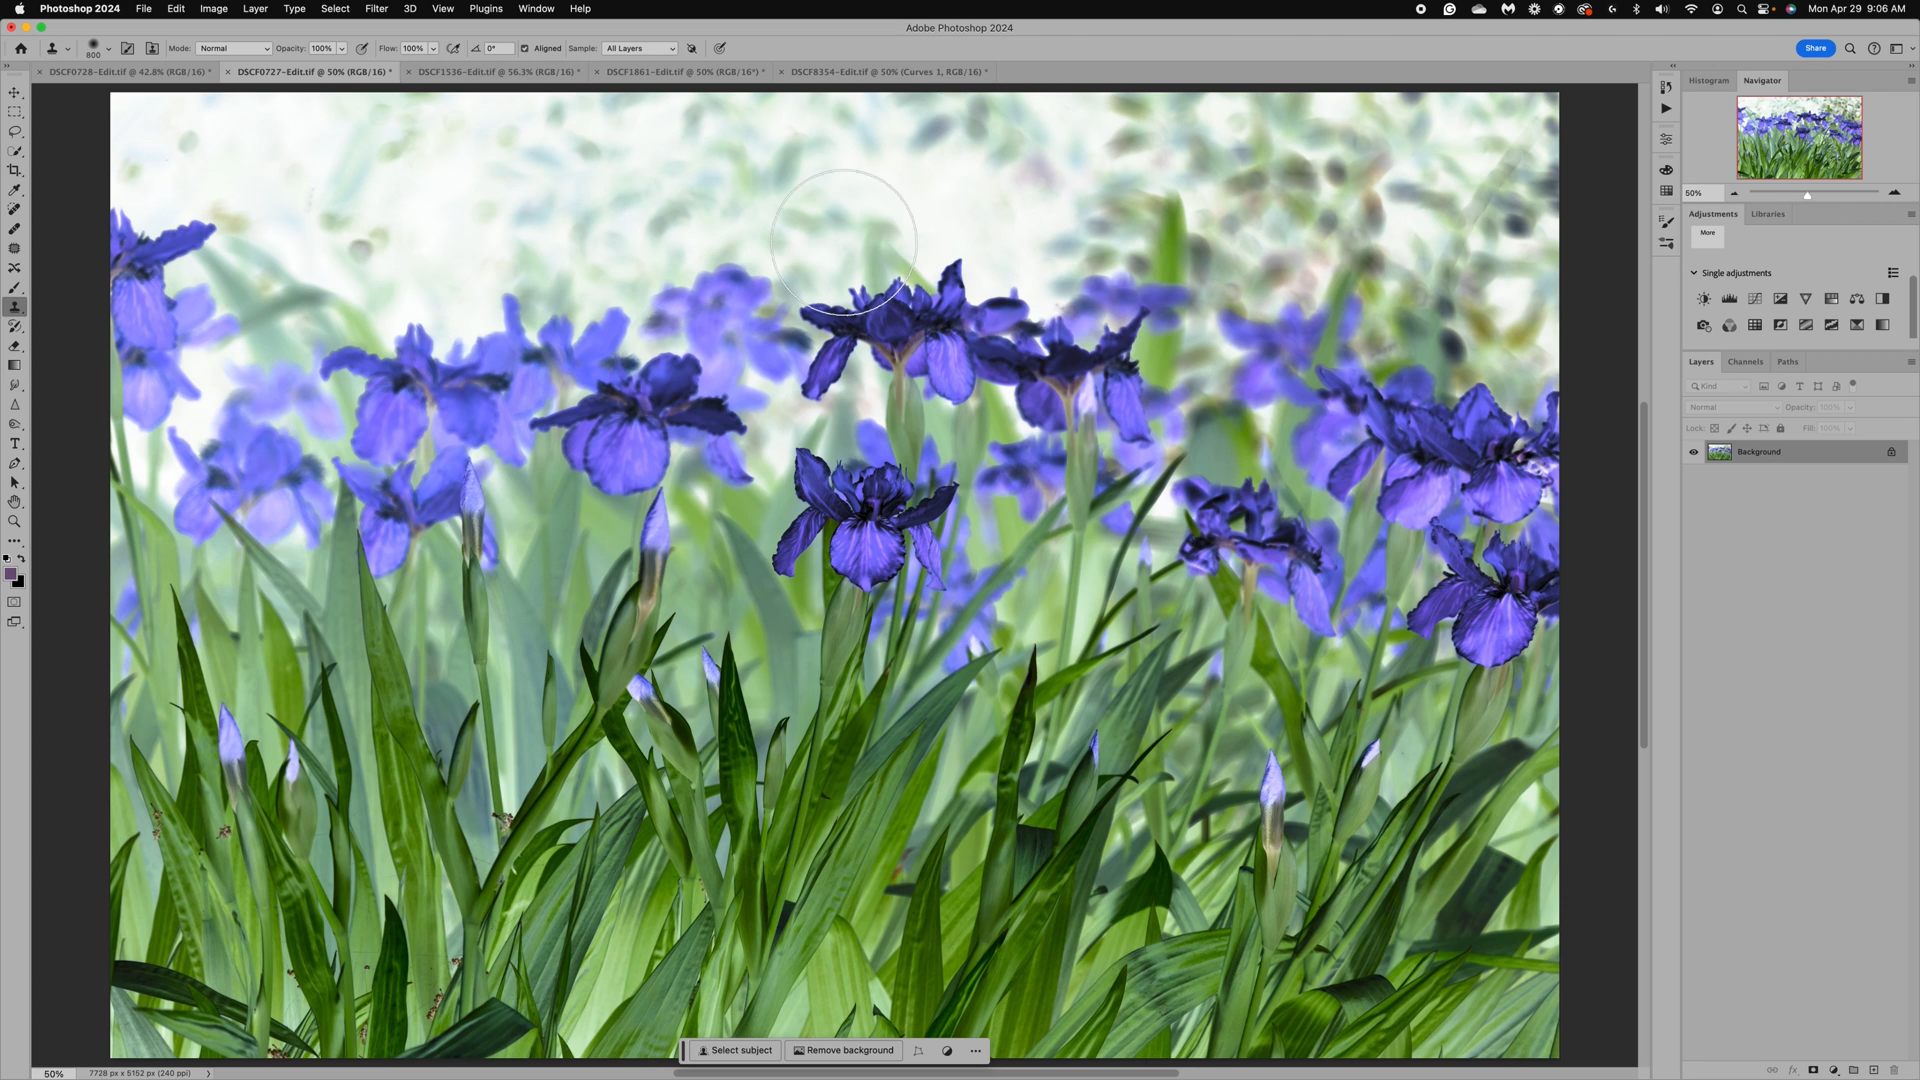 Photoshop 2024 File Edit Image Layer Type Select Filter 3D View Plugins Window Help Mon Apr 29 9:06 AM
Adobe Photoshop 2024
800 Mode: Normal Opacity: 100% Flow: 100% 0° Aligned Sample: All Layers Share
DSCF0728-Edit.tif @ 42.8% (RGB/16) * DSCF0727-Edit.tif @ 50% (RGB/16) * DSCF1536-Edit.tif @ 56.3% (RGB/16) * DSCF1861-Edit.tif @ 50% (RGB/16*) * DSCF8354-Edit.tif @ 50% (Curves 1, RGB/16) *
Histogram Navigator
50%
Adjustments Libraries
More
Single adjustments
Layers Channels Paths
Kind
Normal Opacity: 100%
Lock: Fill: 100%
Background
Select subject Remove background
50% 7728 px x 5152 px (240 ppi)